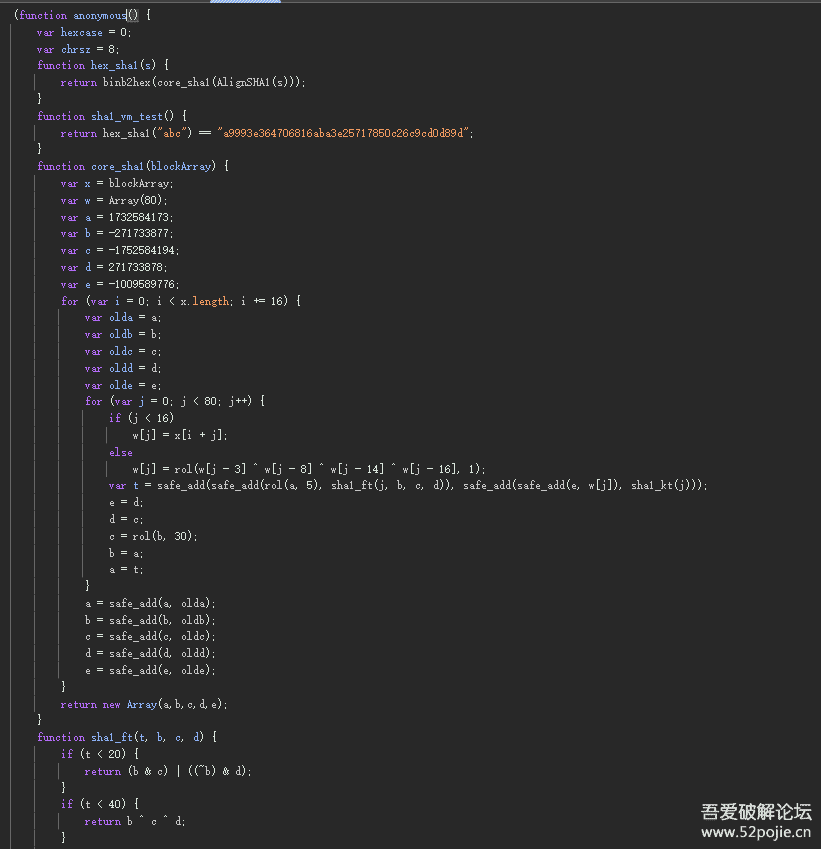 (function anonymous() {
var hexcase = 0;
var chrsz = 8;
function hex_sha1(s) {
return binb2hex(core_sha1(AlignSHA1(s)));
}
function sha1_vm_test() {
return hex_sha1("abc") == "a9993e364706816aba3e25717850c26c9cd0d89d";
}
function core_sha1(blockArray) {
var x = blockArray;
var w = Array(80);
var a = 1732584173;
var b = -271733877;
var c = -1752584194;
var d = 271733878;
var e = -1009589776;
for (var i = 0; i < x.length; i += 16) {
var olda = a;
var oldb = b;
var oldc = c;
var oldd = d;
var olde = e;
for (var j = 0; j < 80; j++) {
if (j < 16)
w[j] = x[i + j];
else
w[j] = rol(w[j - 3] ^ w[j - 8] ^ w[j - 14] ^ w[j - 16], 1);
var t = safe_add(safe_add(rol(a, 5), sha1_ft(j, b, c, d)), safe_add(safe_add(e, w[j]), sha1_kt(j)));
e = d;
d = c;
c = rol(b, 30);
b = a;
a = t;
}
a = safe_add(a, olda);
b = safe_add(b, oldb);
c = safe_add(c, oldc);
d = safe_add(d, oldd);
e = safe_add(e, olde);
}
return new Array(a,b,c,d,e);
}
function sha1_ft(t, b, c, d) {
if (t < 20) {
return (b & c) | ((~b) & d);
}
if (t < 40) {
return b ^ c ^ d;
}
吾爱破解论坛
www.52pojie.cn